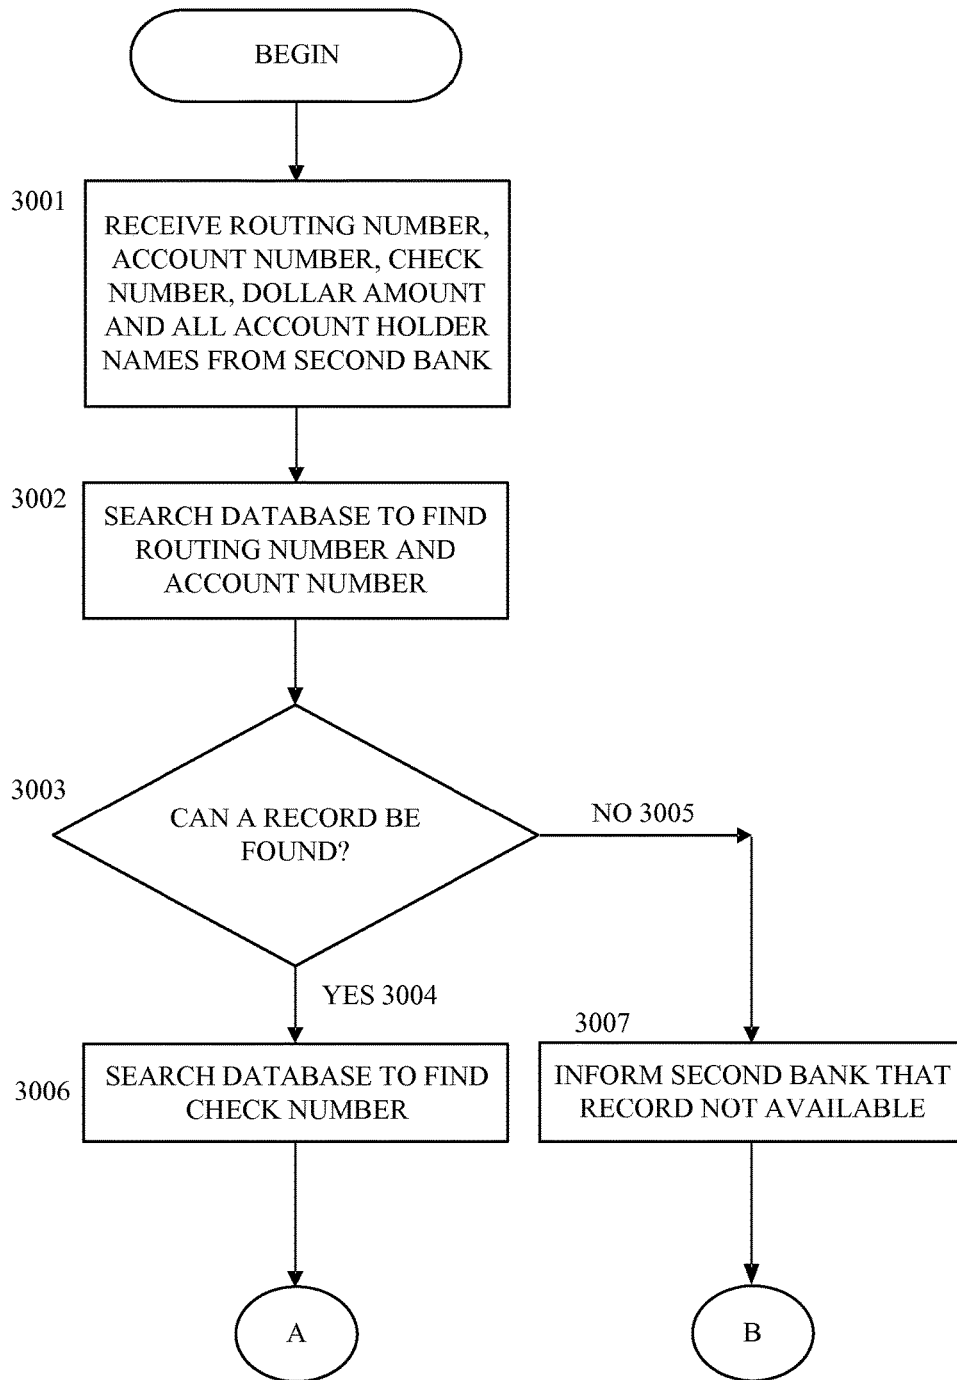 BEGIN
3001
RECEIVE ROUTING NUMBER,
ACCOUNT NUMBER, CHECK
NUMBER, DOLLAR AMOUNT
AND ALL ACCOUNT HOLDER
NAMES FROM SECOND BANK
3002
SEARCH DATABASE TO FIND
ROUTING NUMBER AND
ACCOUNT NUMBER
3003
CAN A RECORD BE
FOUND?
NO 3005
YES 3004
3006
SEARCH DATABASE TO FIND
CHECK NUMBER
3007
INFORM SECOND BANK THAT
RECORD NOT AVAILABLE
A
B